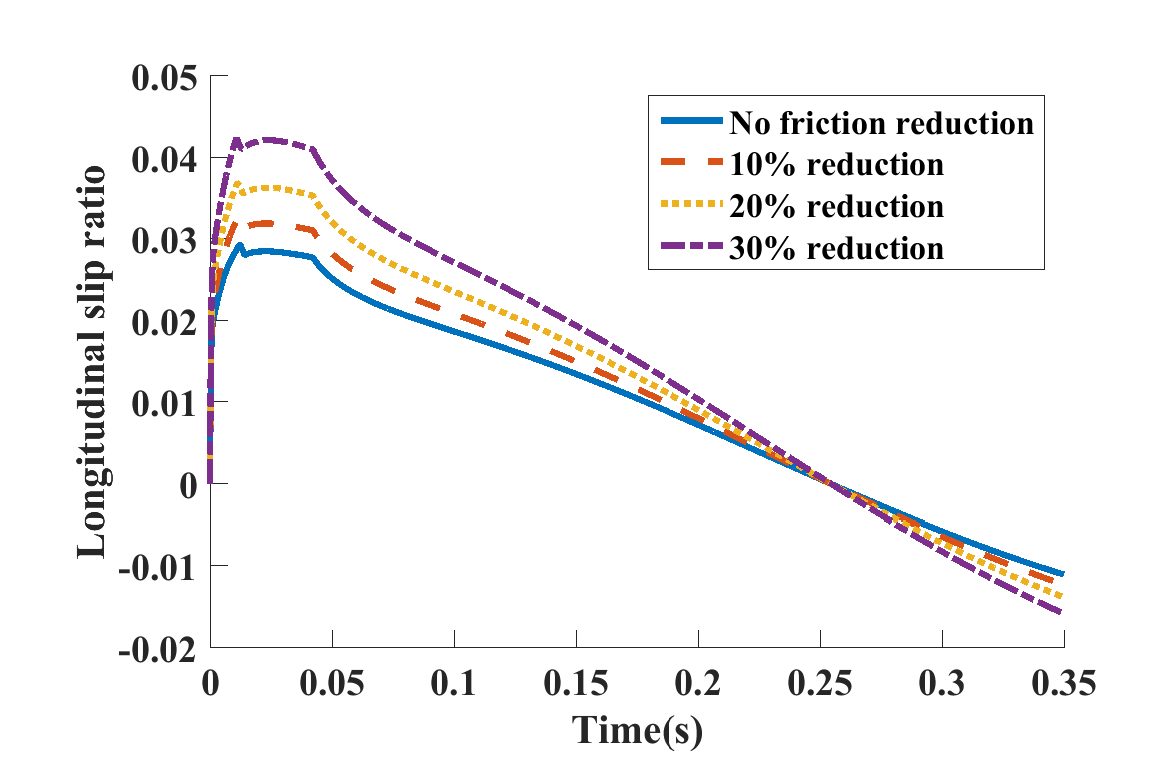 0.05
0.04
0.03
0.02
0.01
0
-0.01
-0.02
Longitudinal slip ratio
No friction reduction
10% reduction
20% reduction
30% reduction
0 0.05 0.1 0.15 0.2 0.25 0.3 0.35
Time(s)